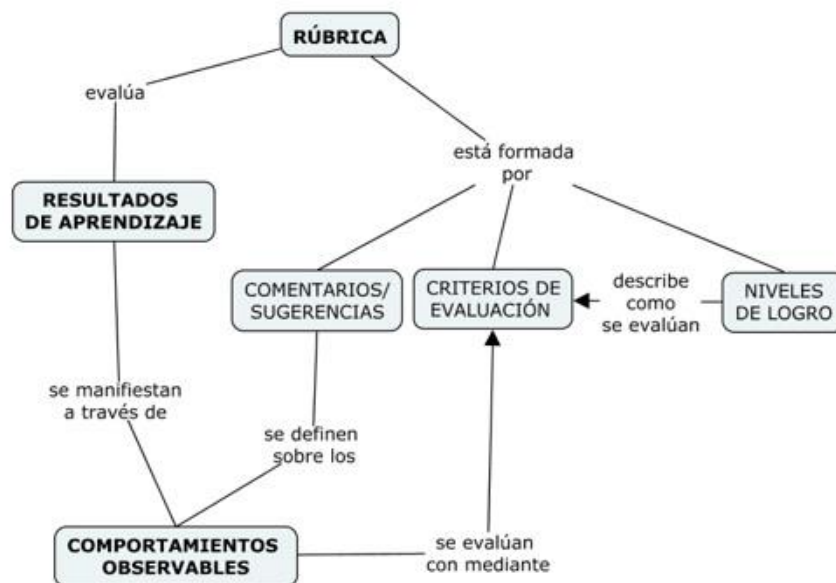 RÚBRICA
evalúa
está formada
por
RESULTADOS
DE APRENDIZAJE
COMENTARIOS/
SUGERENCIAS
CRITERIOS DE
EVALUACIÓN
describe
como
se evalúan
NIVELES
DE LOGRO
se manifiestan
a través de
se definen
sobre los
COMPORTAMIENTOS
OBSERVABLES
se evalúan
con mediante